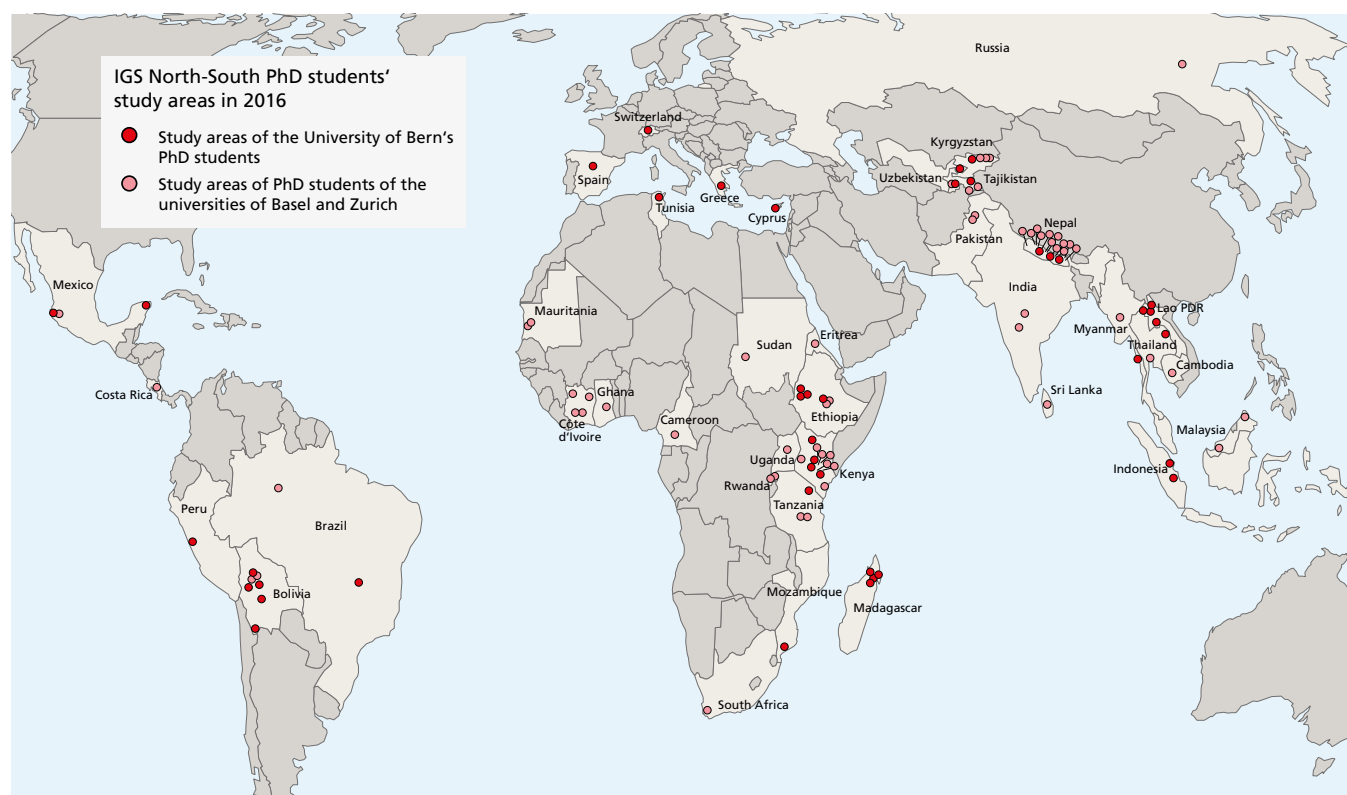 IGS North-South PhD students‘
study areas in 2016
Study areas of the University of Bern‘s
PhD students
Study areas of PhD students of the
universities of Basel and Zurich
Russia
Switzerland
Kyrgyzstan
Spain
Uzbekistan
Tajikistan
Tunisia
Greece
Cyprus
Nepal
Pakistan
Mexico
India
Mauritania
Lao PDR
Myanmar
Eritrea
Sudan
Thailand
Cambodia
Costa Rica
Ghana
Sri Lanka
Ethiopia
Côte
d‘Ivoire
Cameroon
Malaysia
Uganda
Indonesia
Kenya
Rwanda
Tanzania
Peru
Brazil
Bolivia
Mozambique
Madagascar
South Africa